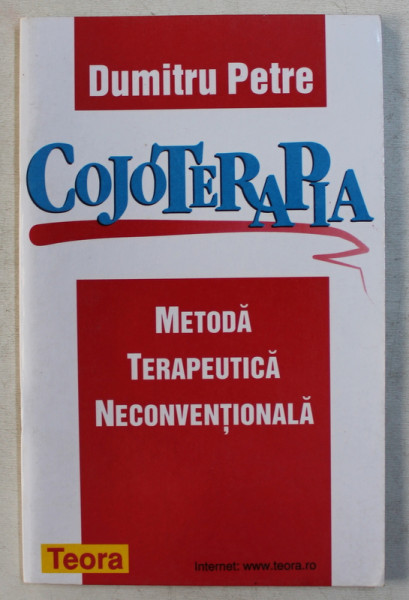 Dumitru Petre
COJOTERAPIA
METODĂ
TERAPEUTICĂ
NECONVENȚIONALĂ
Teora
Internet: www.teora.ro